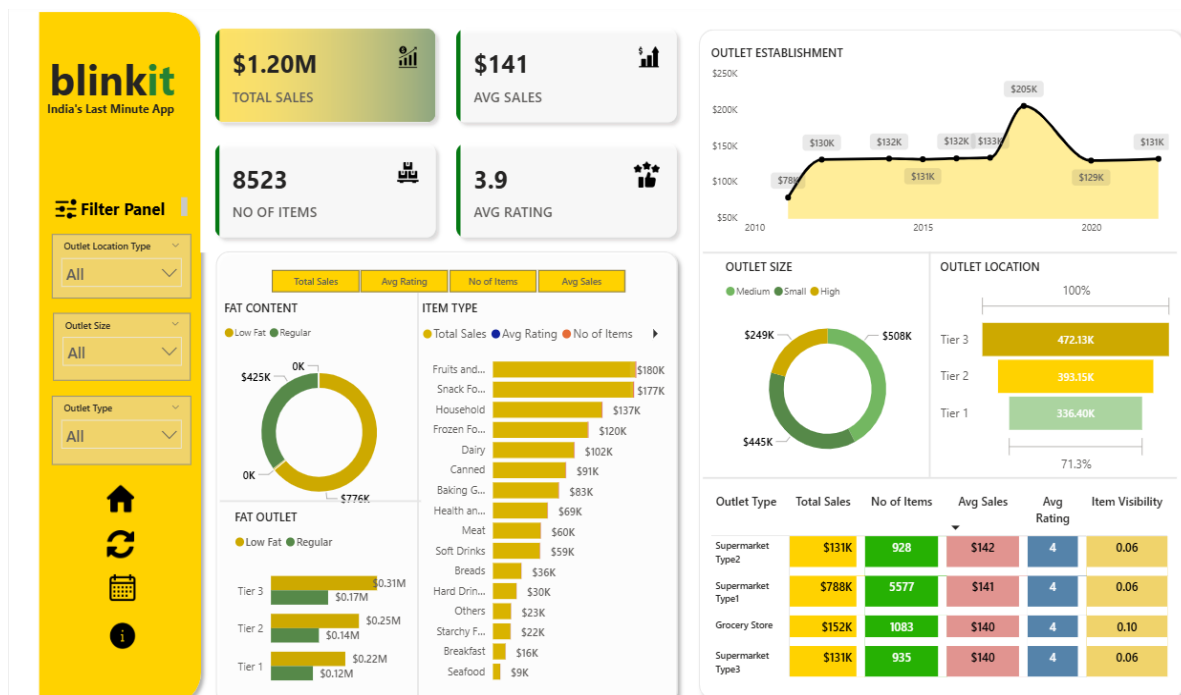 blinkit
India's Last Minute App
Filter Panel
Outlet Location Type
All
Outlet Size
All
Outlet Type
All
$1.20M
TOTAL SALES
$141
AVG SALES
8523
NO OF ITEMS
3.9
AVG RATING
Total Sales Avg Rating No of Items Avg Sales
FAT CONTENT
Low Fat Regular
0K
$425K
0K
$776K
FAT OUTLET
Low Fat Regular
Tier 3 $0.31M
$0.17M
Tier 2 $0.25M
$0.14M
Tier 1 $0.22M
$0.12M
ITEM TYPE
Total Sales Avg Rating No of Items
Fruits and... $180K
Snack Fo... $177K
Household $137K
Frozen Fo... $120K
Dairy $102K
Canned $91K
Baking G... $83K
Health an... $69K
Meat $60K
Soft Drinks $59K
Breads $36K
Hard Drin... $30K
Others $23K
Starchy F... $22K
Breakfast $16K
Seafood $9K
OUTLET ESTABLISHMENT
$250K
$200K
$150K
$100K
$50K
$78K $130K $132K $131K $132K $133K $205K $129K $131K
2010 2015 2020
OUTLET SIZE
Medium Small High
$249K $508K
$445K
OUTLET LOCATION
100%
Tier 3 472.13K
Tier 2 393.15K
Tier 1 336.40K
71.3%
Outlet Type Total Sales No of Items Avg Sales Avg Rating Item Visibility
Supermarket Type2 $131K 928 $142 4 0.06
Supermarket Type1 $788K 5577 $141 4 0.06
Grocery Store $152K 1083 $140 4 0.10
Supermarket Type3 $131K 935 $140 4 0.06